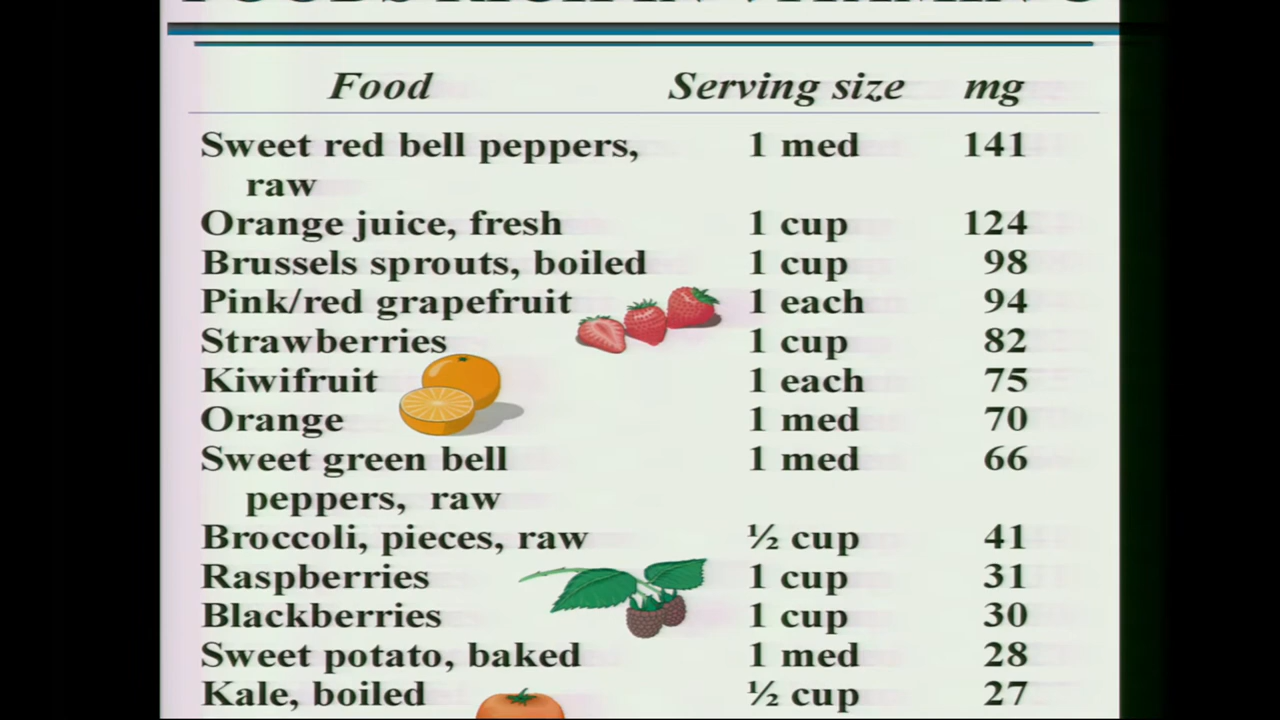 Food Serving size mg
Sweet red bell pephers, 1 med 141
raw
Orange juice, fresh 1 cup 124
Brussels sprouts, boiled 1 cup 98
Pink/red grapefruit 1 each 94
Strawberries 1 cup 82
Kiwifruit 1 each 75
Orange 1 med 70
Sweet green bell 1 med 66
peppers, raw
Broccoli, pieces, raw ½ cup 41
Raspberries 1 cup 31
Blackberries 1 cup 30
Sweet potato, baked 1 med 28
Kale, boiled ½ cup 27